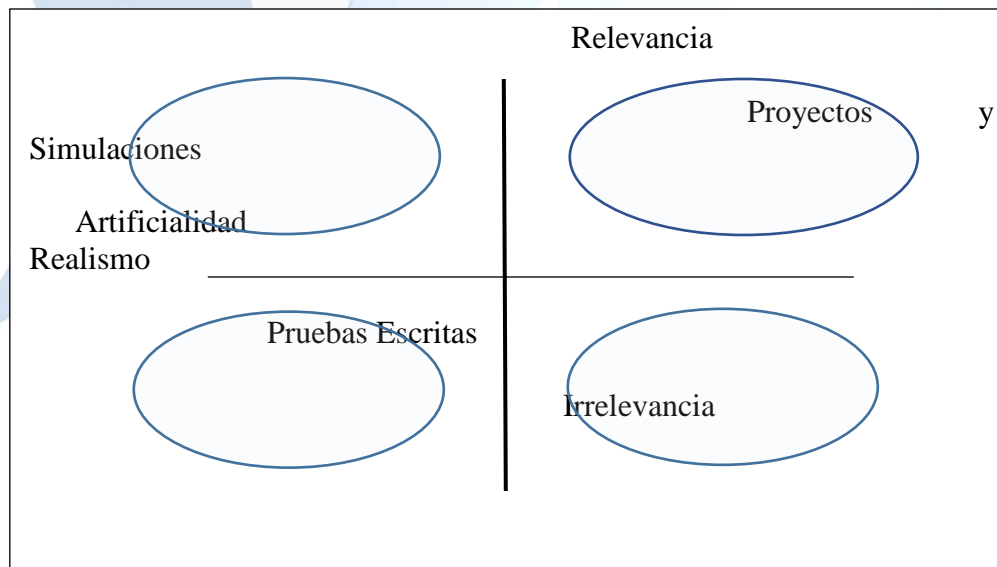 Relevancia
Proyectos y
Simulaciones
Artificialidad
Realismo
Pruebas Escritas
Irrelevancia